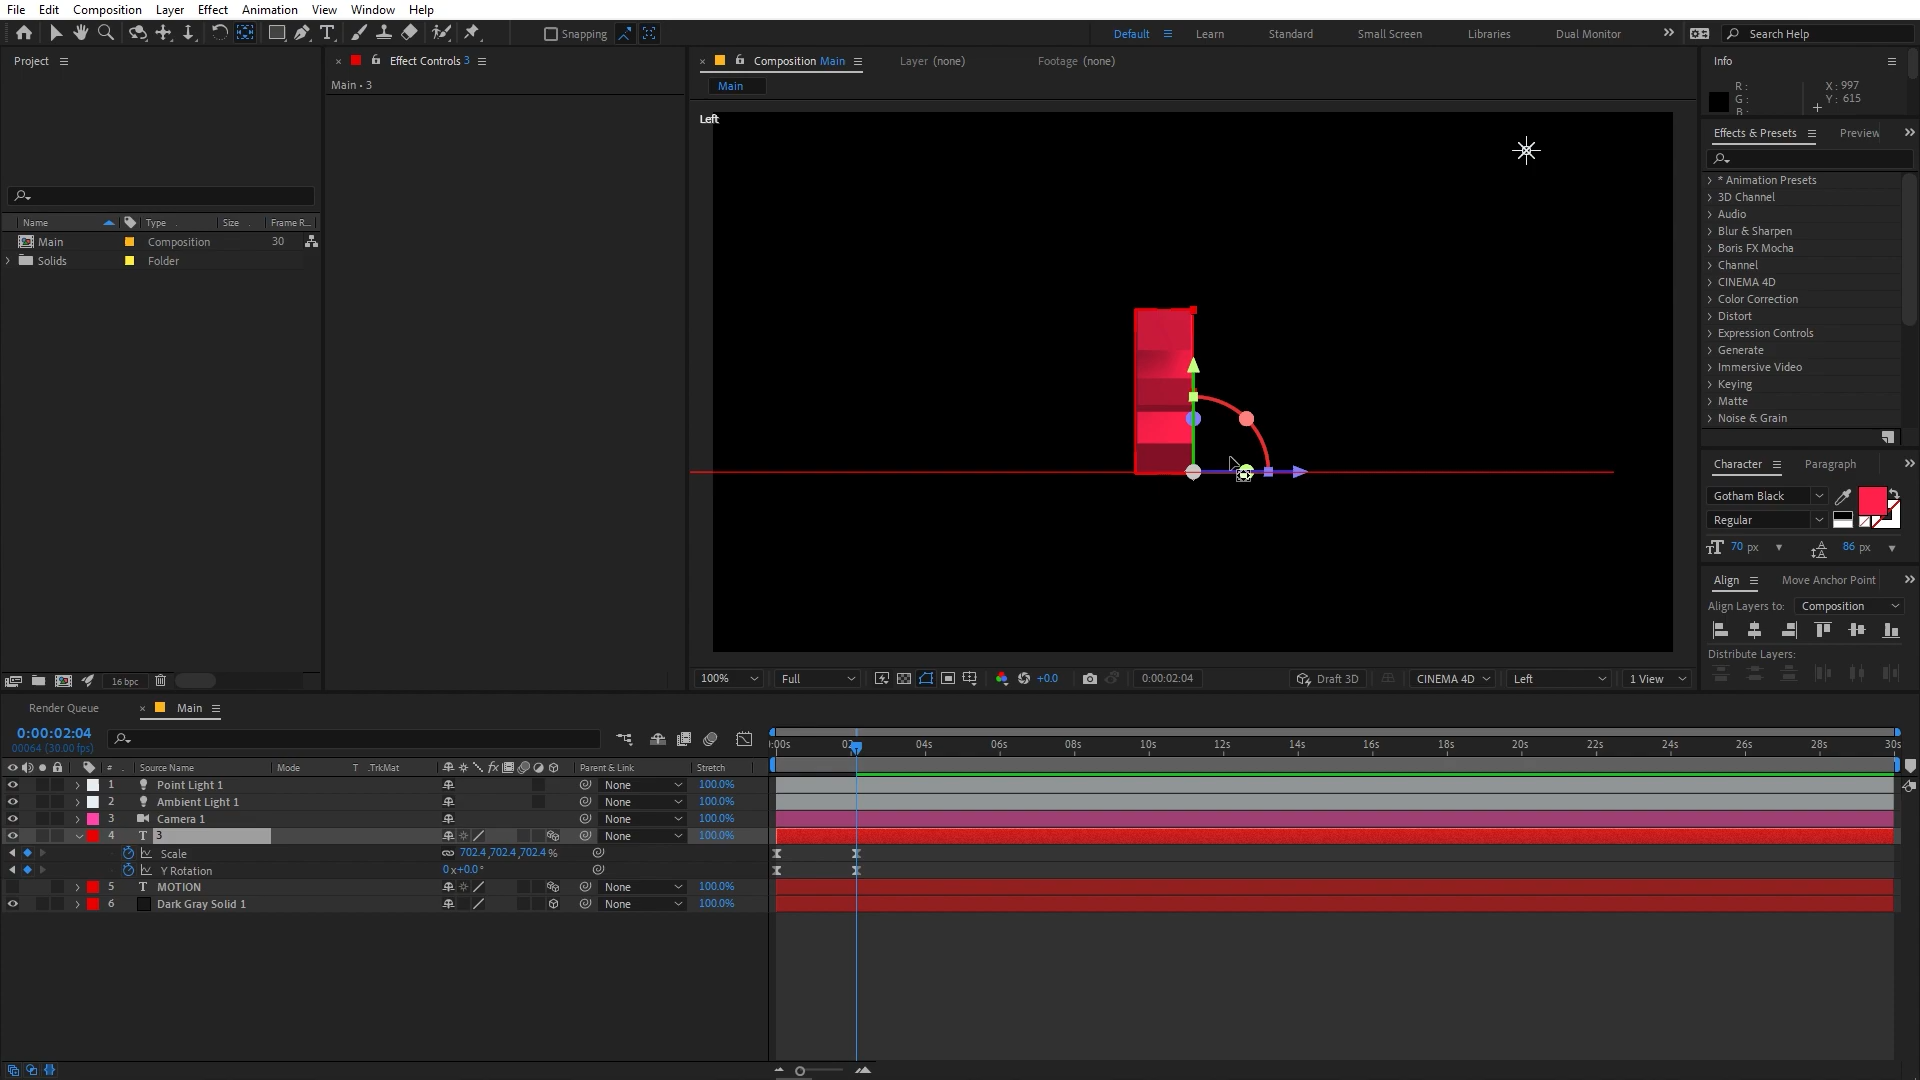 File Edit Composition Layer Effect Animation View Window Help
Snapping Default Learn Standard Small Screen Libraries Dual Monitor Search Help
Project Effect Controls 3 Composition Main Layer (none) Footage (none) Info
Main • 3 Main
R : X : 997
G : Y : 615
B :
Left
Effects & Presets Preview
* Animation Presets
3D Channel
Audio
Blur & Sharpen
Boris FX Mocha
Channel
CINEMA 4D
Color Correction
Distort
Expression Controls
Generate
Immersive Video
Keying
Matte
Noise & Grain
Name Type Size Frame R...
Main Composition 30
Solids Folder
Character Paragraph
Gotham Black
Regular
70 px 86 px
Align Move Anchor Point
Align Layers to: Composition
Distribute Layers:
16 bpc
100% Full +0.0 0:00:02:04 Draft 3D CINEMA 4D Left 1 View
Render Queue Main
0:00:02:04
00064 (30.00 fps)
:00s 02s 04s 06s 08s 10s 12s 14s 16s 18s 20s 22s 24s 26s 28s 30s
# Source Name Mode T .TrkMat Parent & Link Stretch
1 Point Light 1 None 100.0%
2 Ambient Light 1 None 100.0%
3 Camera 1 None 100.0%
4 T 3 None 100.0%
Scale 702.4,702.4,702.4 %
Y Rotation 0x+0.0°
5 T MOTION None 100.0%
6 Dark Gray Solid 1 None 100.0%